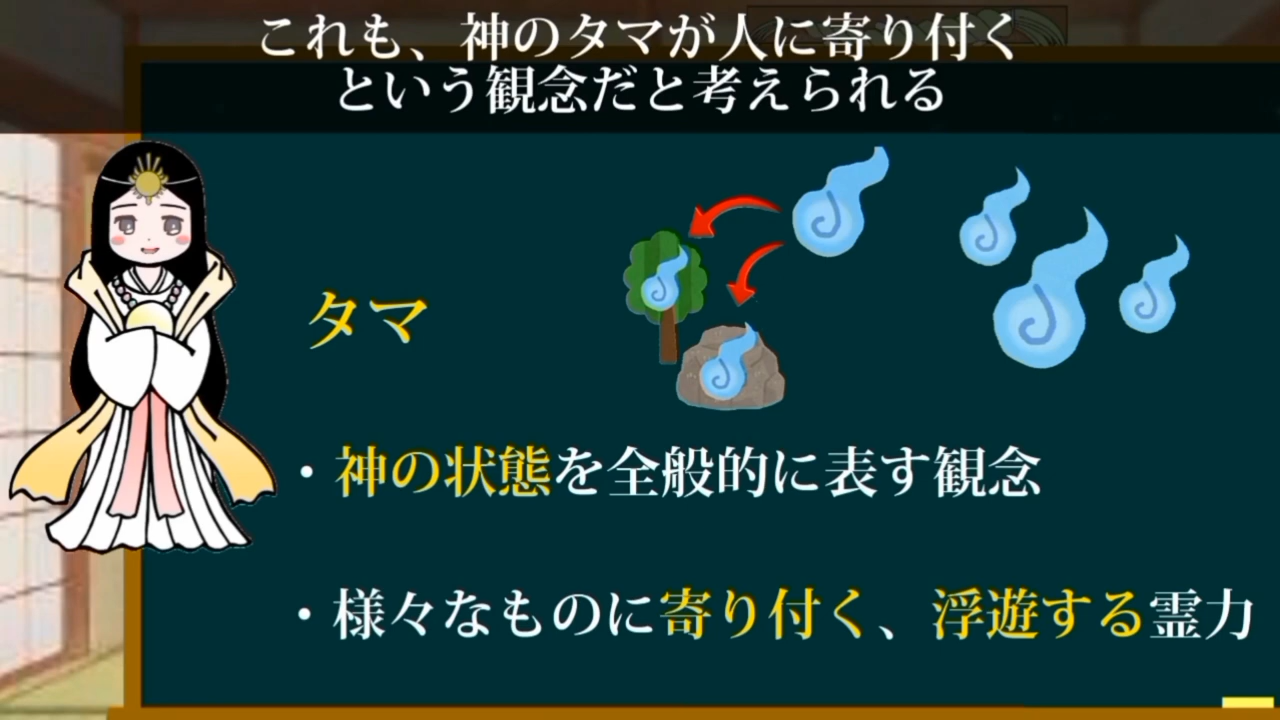 これも、神のタマが人に寄り付く
という観念だと考えられる
タマ
・神の状態を全般的に表す観念
・様々なものに寄り付く、浮遊する霊力